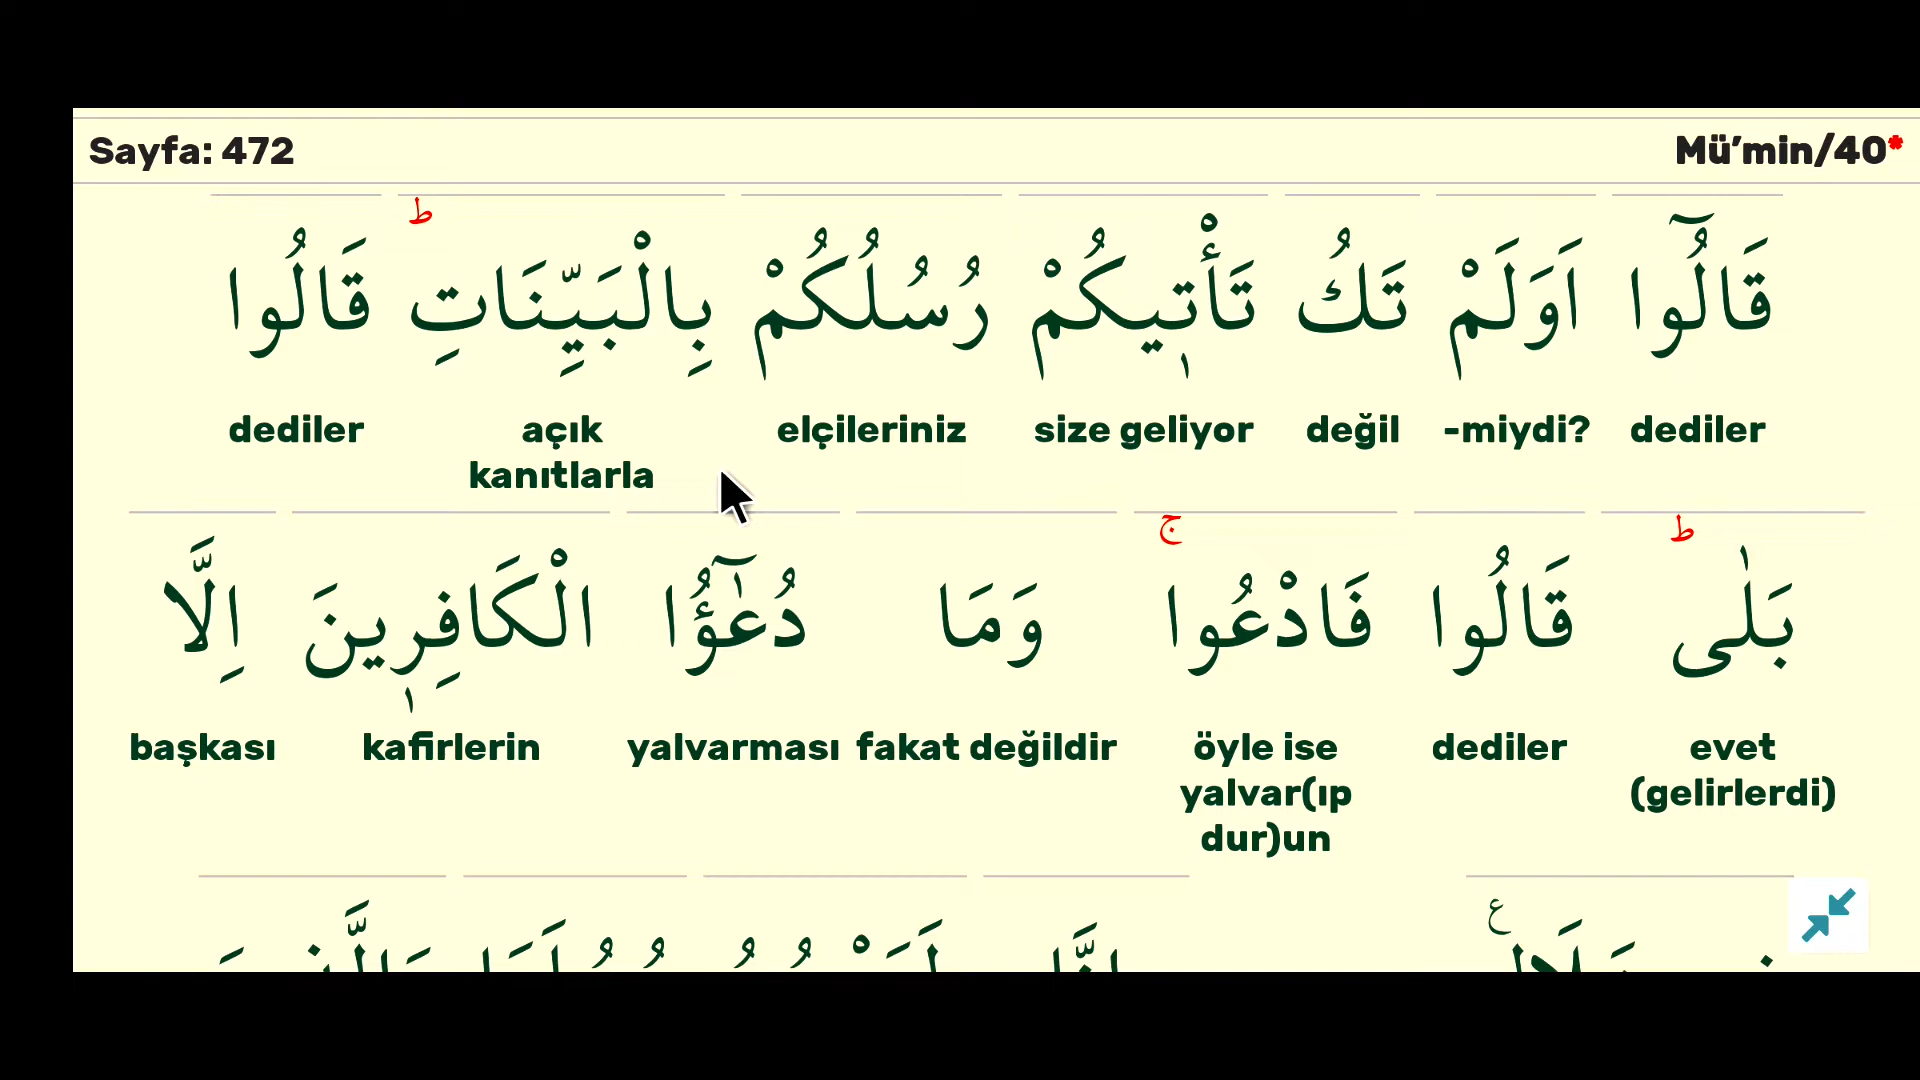 Sayfa: 472 Mü’min/40*
ط
قَالُٓوا اَوَلَمْ تَكُ تَأْت۪يكُمْ رُسُلُكُمْ بِالْبَيِّنَاتِ قَالُوا
dediler açık elçileriniz size geliyor değil -miydi? dediler
kanıtlarla
ط ج
بَلٰى قَالُوا فَادْعُوا وَمَا دُعٰٓؤُا الْكَافِر۪ينَ اِلَّا
başkası kafirlerin yalvarması fakat değildir öyle ise dediler evet
yalvar(ıp (gelirlerdi)
dur)un
ع